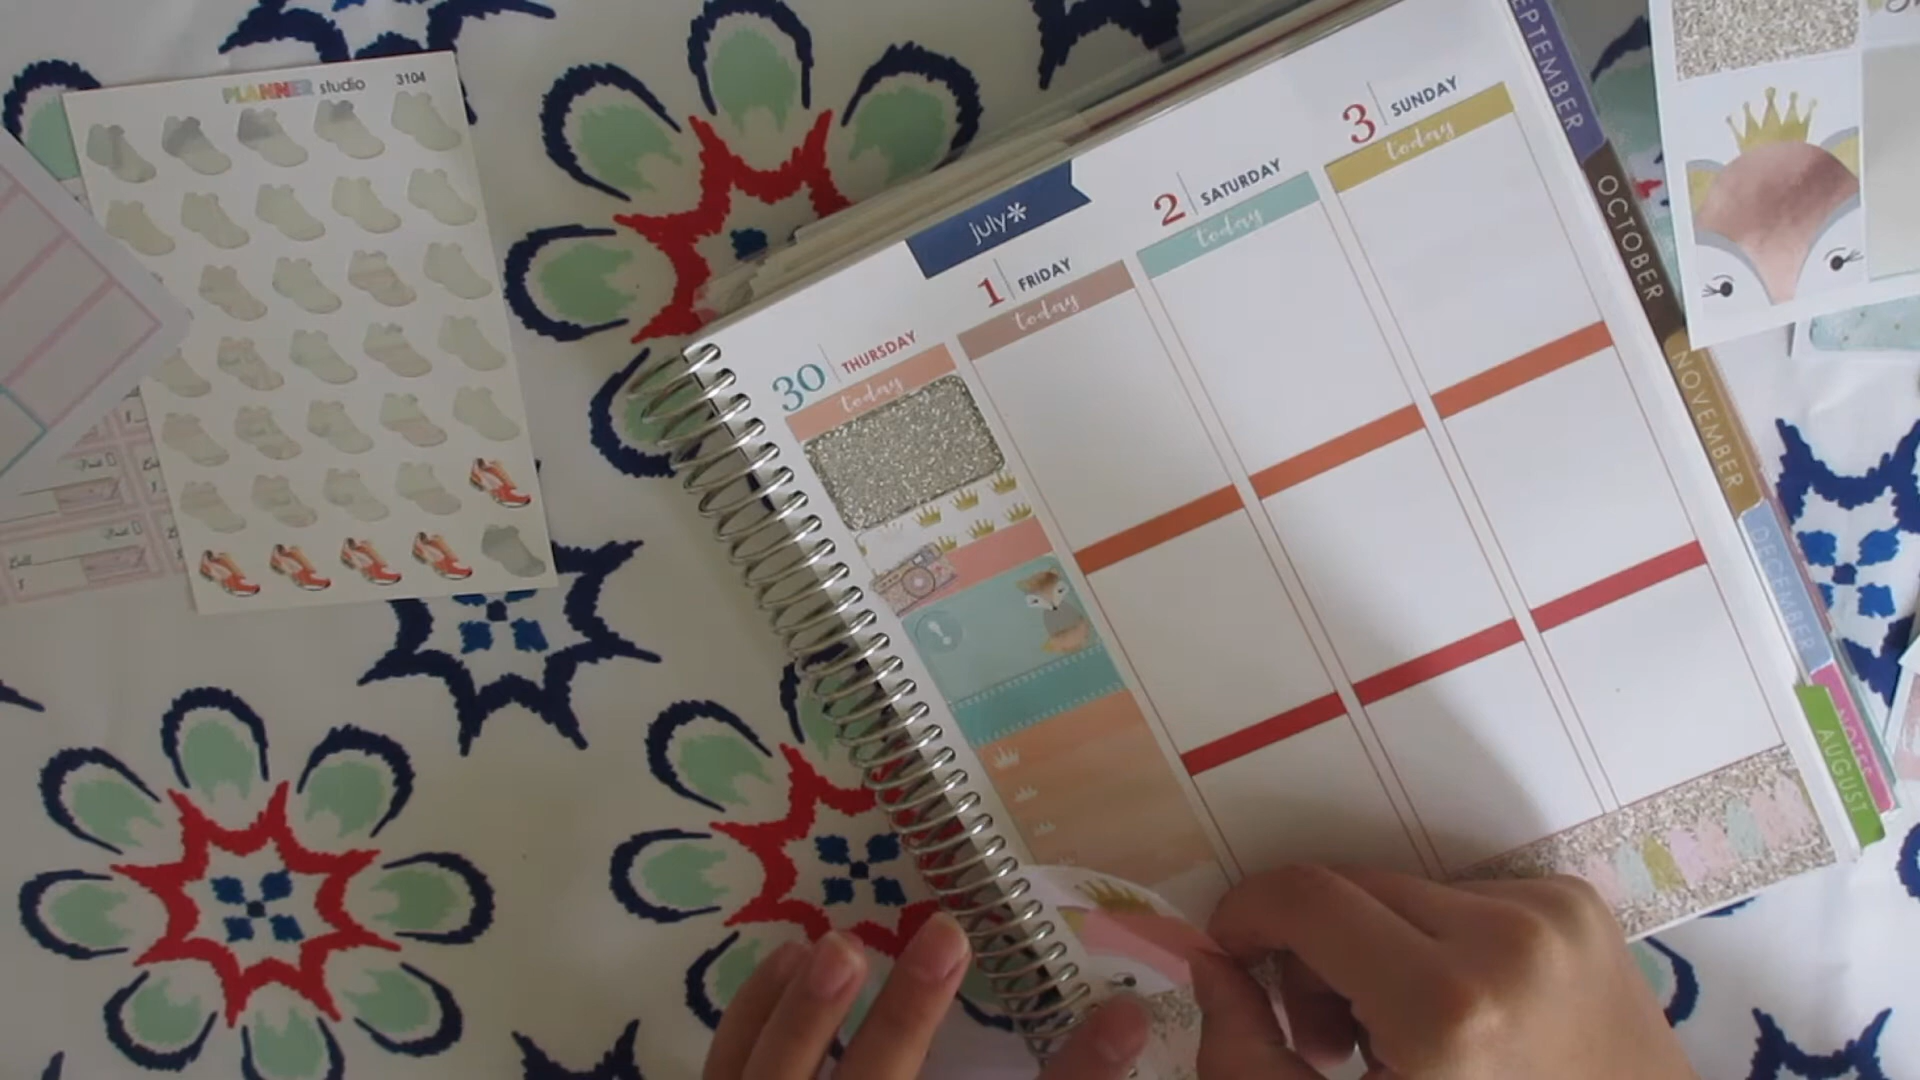 PLANNER studio 3104
july*
30 THURSDAY
today
1 FRIDAY
today
2 SATURDAY
today
3 SUNDAY
today
EPTEMBER
OCTOBER
NOVEMBER
DECEMBER
NOTES
AUGUST